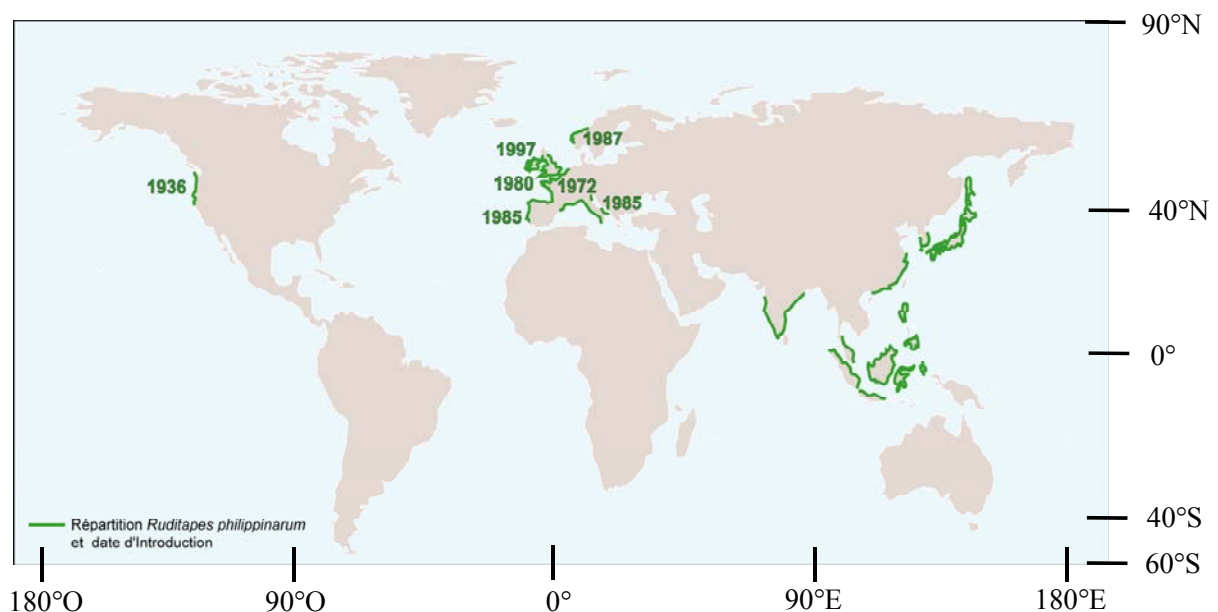 90°N
1987
1997
1936
1980
1972
1985
1985
40°N
0°
Répartition Ruditapes philippinarum
et date d'Introduction
40°S
60°S
180°O
90°O
0°
90°E
180°E